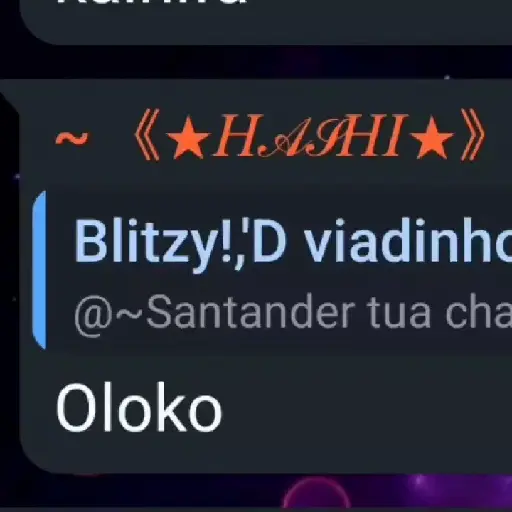 ~ 《★HASHI★》
Blitzy!,'D viadinho
@~Santander tua cha
Oloko